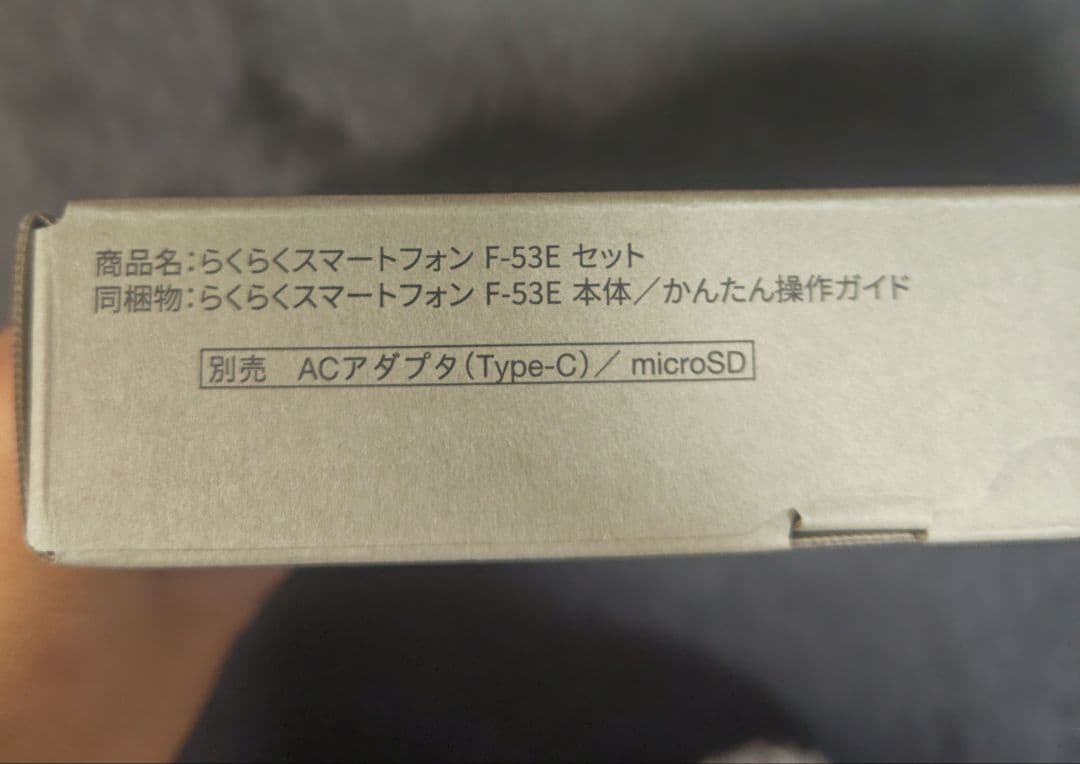 商品名：らくらくスマートフォン F-53E セット
同梱物：らくらくスマートフォン F-53E 本体／かんたん操作ガイド
別売　ACアダプタ（Type-C）／ microSD